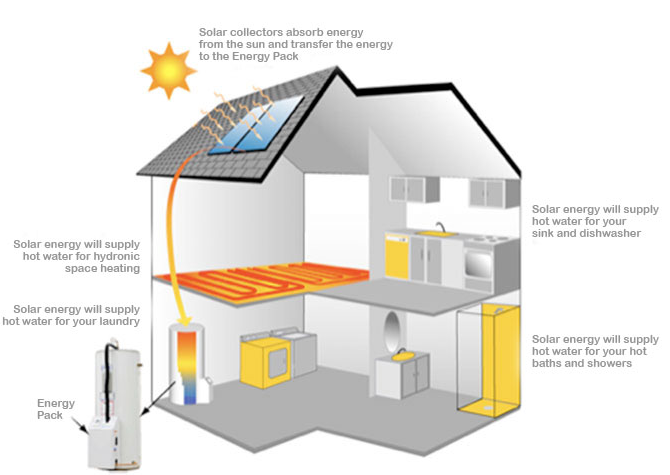 Solar collectors absorb energy
from the sun and transfer the energy
to the Energy Pack
Solar energy will supply
hot water for your
sink and dishwasher
Solar energy will supply
hot water for hydronic
space heating
Solar energy will supply
hot water for your laundry
Solar energy will supply
hot water for your hot
baths and showers
Energy
Pack